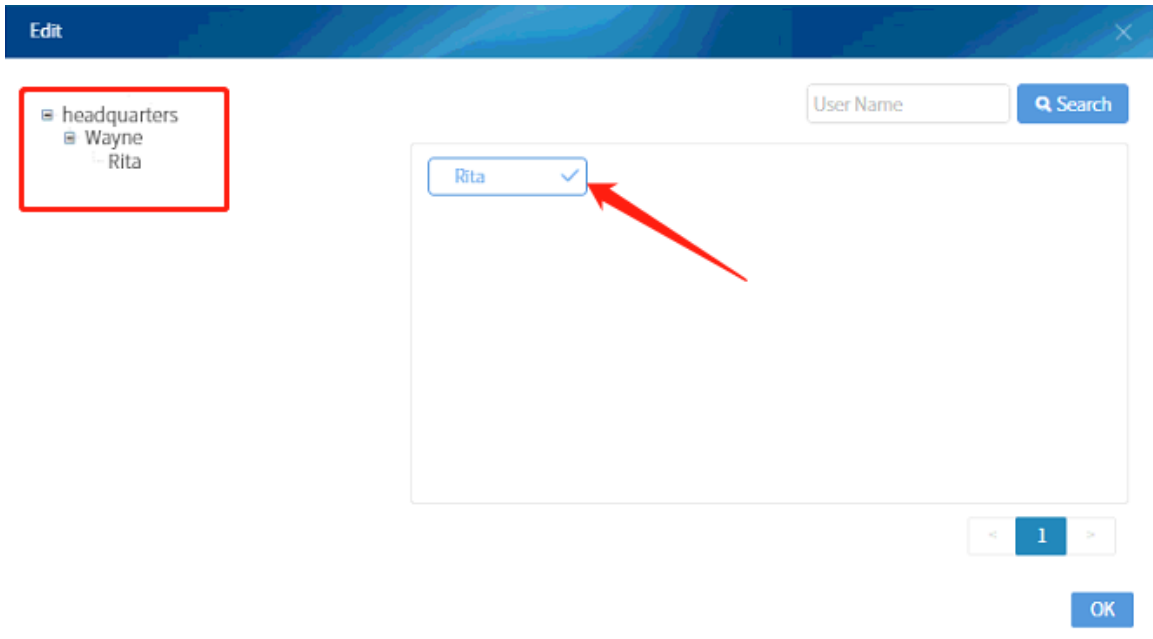 Edit
headquarters
Wayne
Rita
User Name
Search
Rita
<
1
>
OK